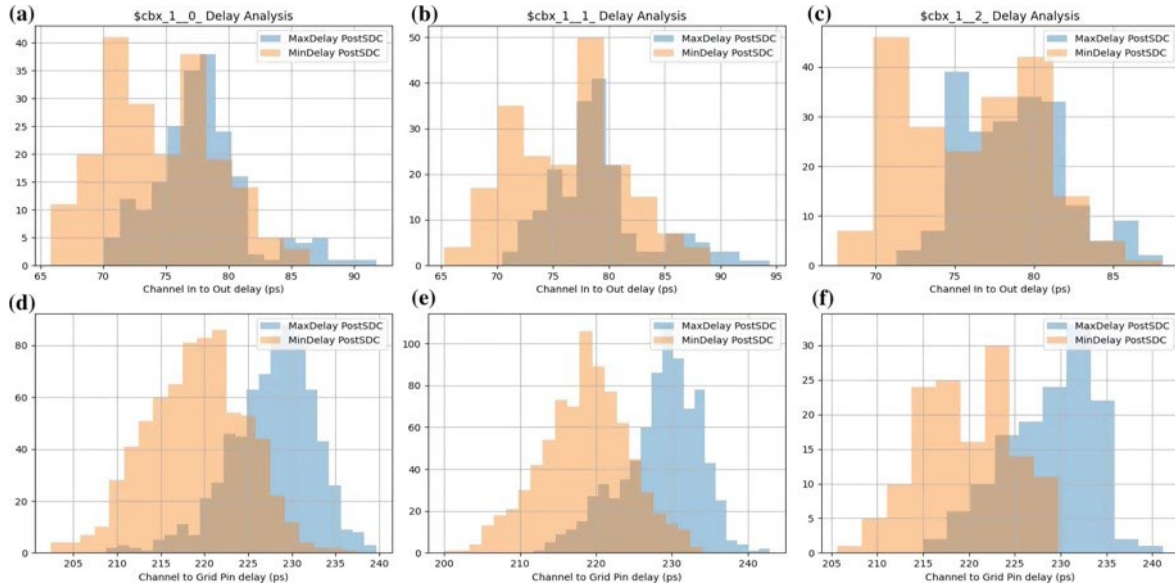 (a)
$cbx_1__0_ Delay Analysis
40
35
30
25
20
15
10
5
0
65 70 75 80 85 90
Channel In to Out delay (ps)
MaxDelay PostSDC
MinDelay PostSDC
(b)
$cbx_1__1_ Delay Analysis
50
40
30
20
10
0
65 70 75 80 85 90 95
Channel In to Out delay (ps)
MaxDelay PostSDC
MinDelay PostSDC
(c)
$cbx_1__2_ Delay Analysis
40
30
20
10
0
70 75 80 85
Channel In to Out delay (ps)
MaxDelay PostSDC
MinDelay PostSDC
(d)
80
60
40
20
0
205 210 215 220 225 230 235 240
Channel to Grid Pin delay (ps)
MaxDelay PostSDC
MinDelay PostSDC
(e)
100
80
60
40
20
0
200 210 220 230 240
Channel to Grid Pin delay (ps)
MaxDelay PostSDC
MinDelay PostSDC
(f)
30
25
20
15
10
5
0
205 210 215 220 225 230 235 240
Channel to Grid Pin delay (ps)
MaxDelay PostSDC
MinDelay PostSDC